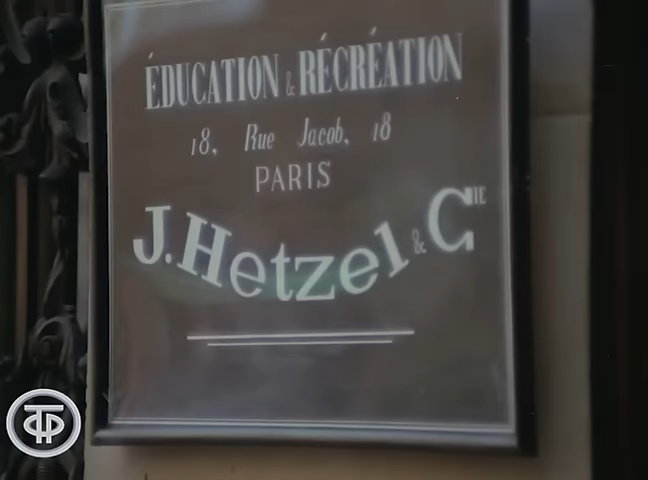 ÉDUCATION & RÉCRÉATION
18, Rue Jacob, 18
PARIS
J. Hetzel & CIE